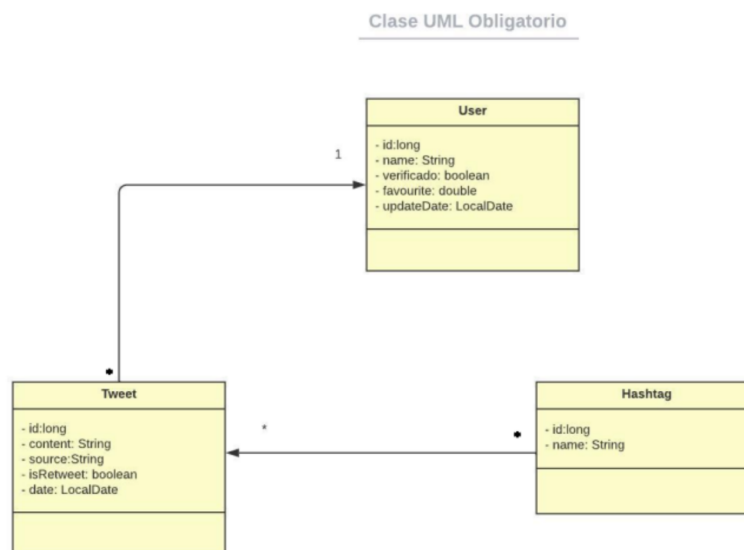 Clase UML Obligatorio
User
- id:long
- name: String
- verificado: boolean
- favourite: double
- updateDate: LocalDate
1
*
Tweet
- id:long
- content: String
- source:String
- isRetweet: boolean
- date: LocalDate
*
*
Hashtag
- id:long
- name: String